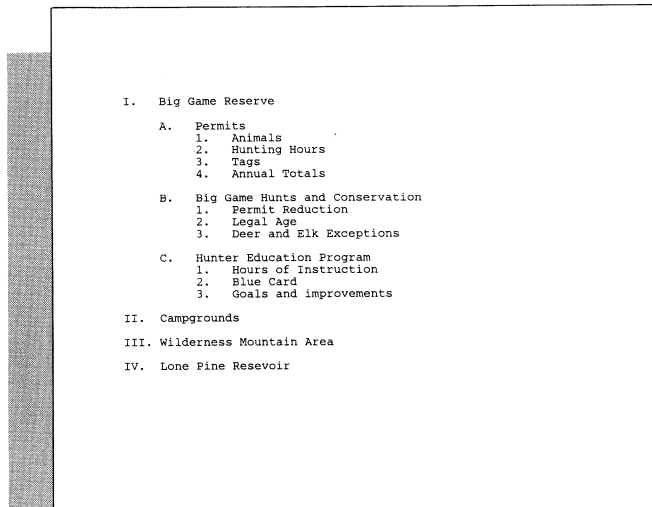 I. Big Game Reserve
A. Permits
1. Animals
2. Hunting Hours
3. Tags
4. Annual Totals
B. Big Game Hunts and Conservation
1. Permit Reduction
2. Legal Age
3. Deer and Elk Exceptions
C. Hunter Education Program
1. Hours of Instruction
2. Blue Card
3. Goals and improvements
II. Campgrounds
III. Wilderness Mountain Area
IV. Lone Pine Resevoir